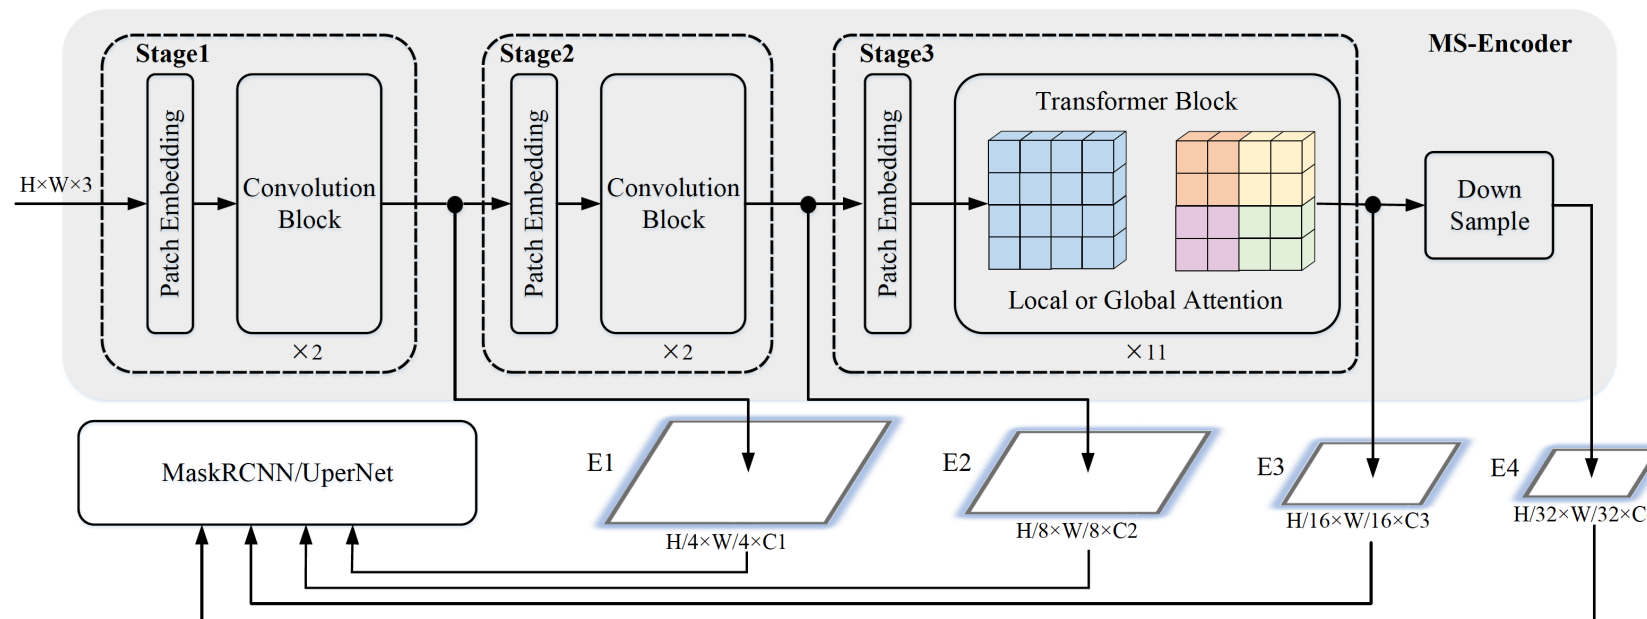 Stage1
Stage2
Stage3
MS-Encoder
H×W×3
Patch Embedding
Convolution
Block
×2
Patch Embedding
Convolution
Block
×2
Patch Embedding
Transformer Block
Local or Global Attention
×11
Down
Sample
MaskRCNN/UperNet
E1
H/4×W/4×C1
E2
H/8×W/8×C2
E3
H/16×W/16×C3
E4
H/32×W/32×C